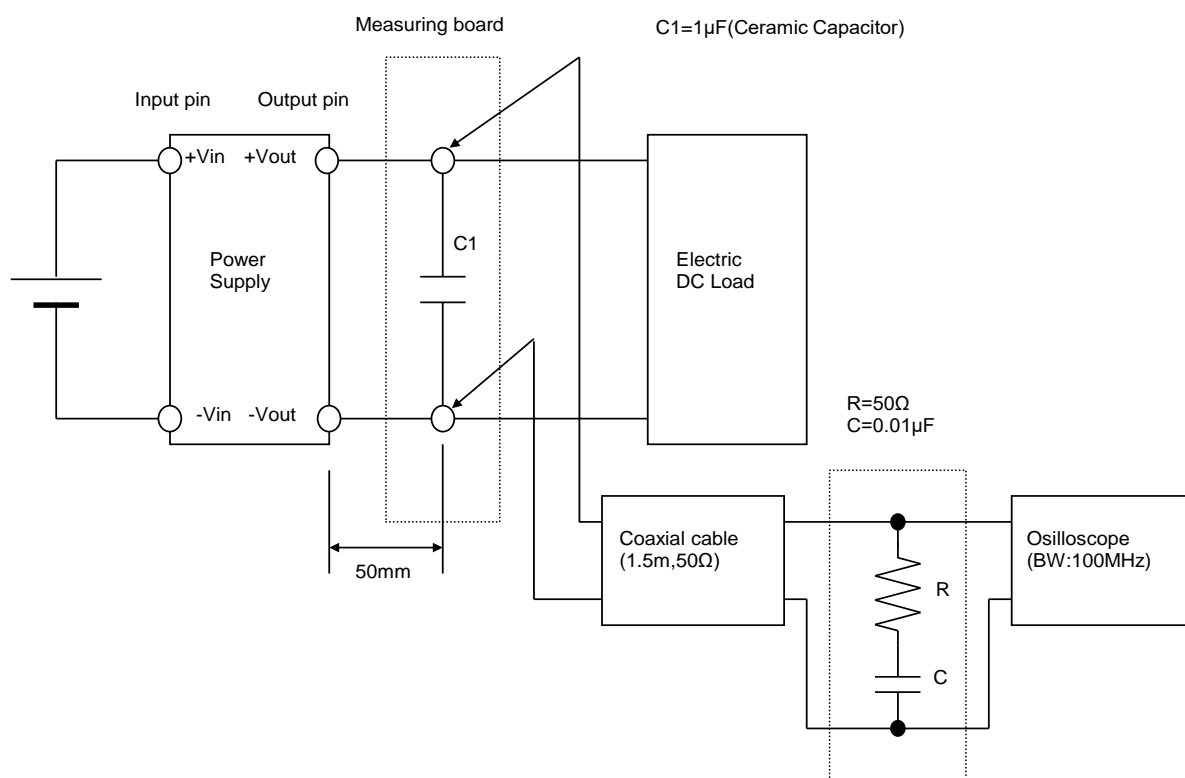 Measuring board
C1=1µF(Ceramic Capacitor)
Input pin
Output pin
+Vin
+Vout
C1
Power
Supply
Electric
DC Load
-Vin
-Vout
R=50Ω
C=0.01µF
50mm
Coaxial cable
(1.5m,50Ω)
R
C
Osilloscope
(BW:100MHz)